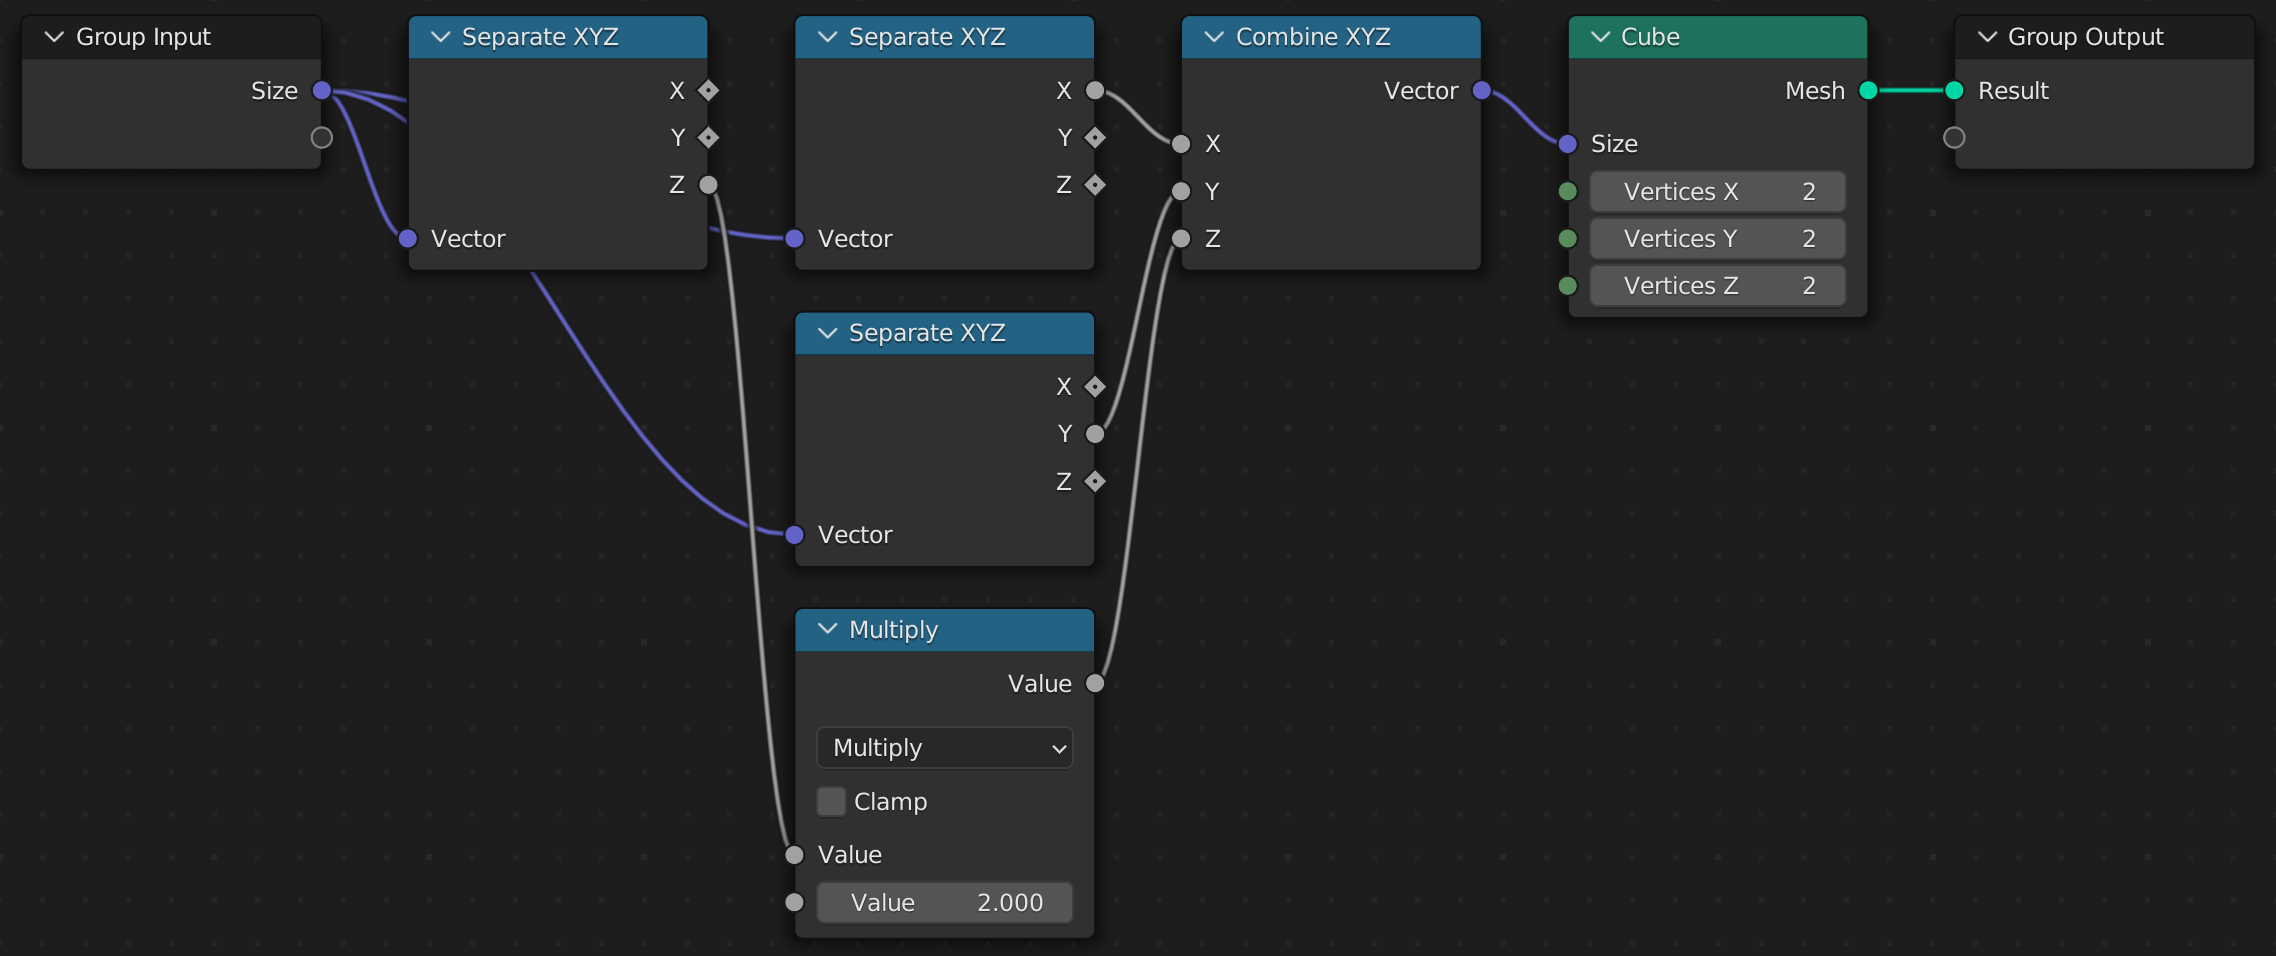 Group Input
Size
Separate XYZ
X
Y
Z
Vector
Separate XYZ
X
Y
Z
Vector
Separate XYZ
X
Y
Z
Vector
Multiply
Value
Multiply
Clamp
Value
Value 2.000
Combine XYZ
Vector
X
Y
Z
Cube
Mesh
Size
Vertices X 2
Vertices Y 2
Vertices Z 2
Group Output
Result